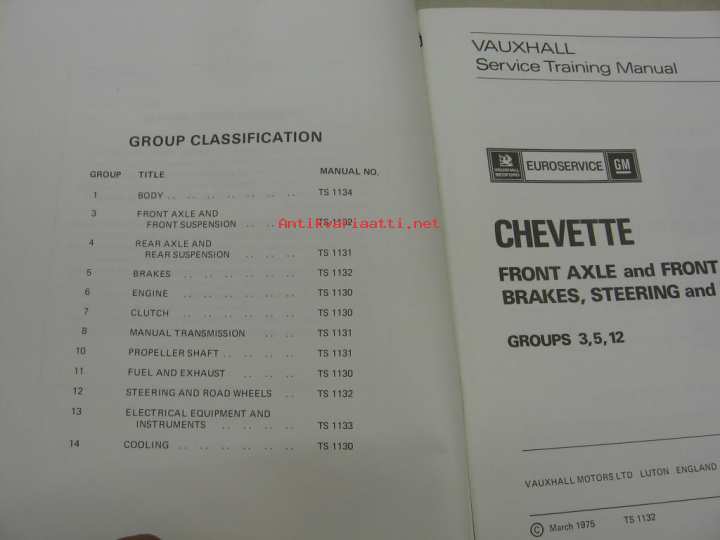 GROUP CLASSIFICATION
GROUP TITLE MANUAL NO.
1 BODY .. .. .. .. .. .. .. TS 1134
3 FRONT AXLE AND
FRONT SUSPENSION .. .. .. TS 1132
4 REAR AXLE AND
REAR SUSPENSION .. .. .. TS 1131
5 BRAKES .. .. .. .. .. .. TS 1132
6 ENGINE .. .. .. .. .. .. TS 1130
7 CLUTCH .. .. .. .. .. .. TS 1130
8 MANUAL TRANSMISSION .. .. TS 1131
10 PROPELLER SHAFT .. .. .. .. TS 1131
11 FUEL AND EXHAUST .. .. .. TS 1130
12 STEERING AND ROAD WHEELS .. TS 1132
13 ELECTRICAL EQUIPMENT AND
INSTRUMENTS .. .. .. .. TS 1133
14 COOLING .. .. .. .. .. .. TS 1130
Antikvariaatti.net
VAUXHALL
Service Training Manual
VAUXHALL
MOTORS
EUROSERVICE GM
CHEVETTE
FRONT AXLE and FRONT
BRAKES, STEERING and
GROUPS 3,5,12
VAUXHALL MOTORS LTD LUTON ENGLAND
© March 1975 TS 1132